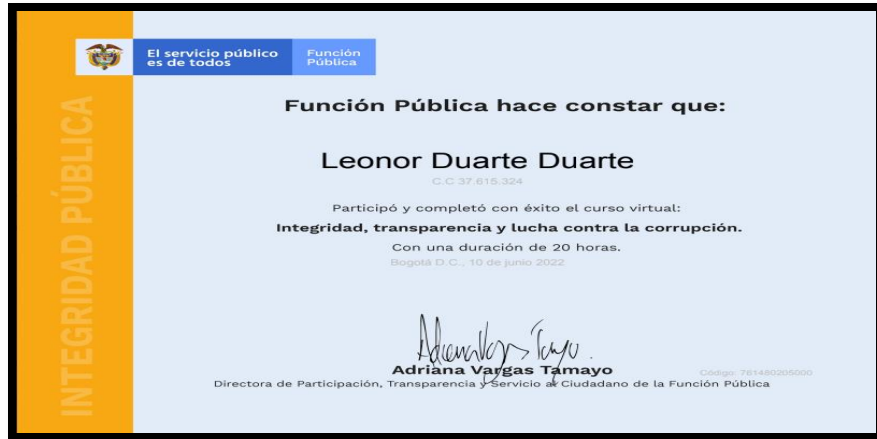 El servicio público
es de todos
Función
Pública
INTEGRIDAD PÚBLICA
Función Pública hace constar que:
Leonor Duarte Duarte
C.C 37.615.324
Participó y completó con éxito el curso virtual:
Integridad, transparencia y lucha contra la corrupción.
Con una duración de 20 horas.
Bogotá D.C., 10 de junio 2022
Adriana Vargas Tamayo
Código: 761480205000
Directora de Participación, Transparencia y Servicio al Ciudadano de la Función Pública